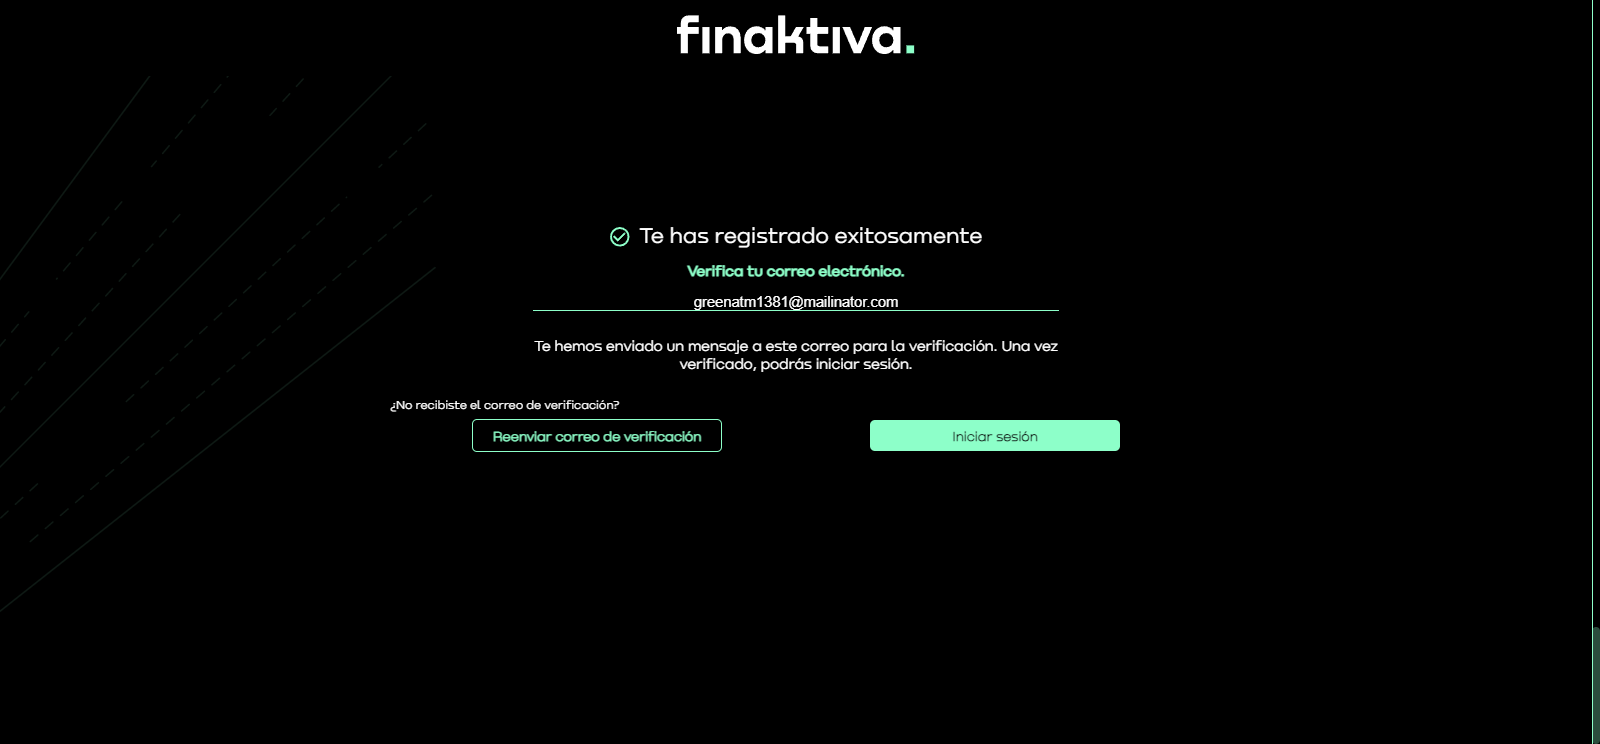 finaktiva.
Te has registrado exitosamente
Verifica tu correo electrónico.
greenatm1381@mailinator.com
Te hemos enviado un mensaje a este correo para la verificación. Una vez
verificado, podrás iniciar sesión.
¿No recibiste el correo de verificación?
Reenviar correo de verificación
Iniciar sesión